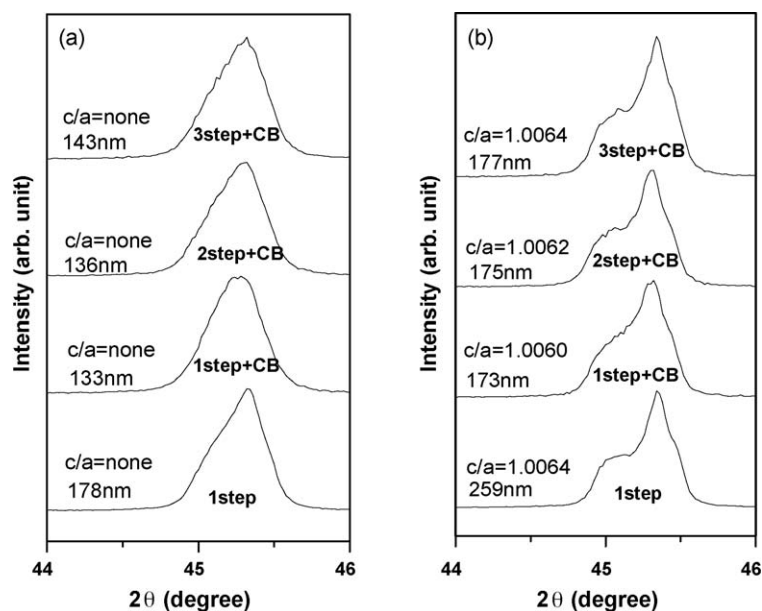 (a)
c/a=none
143nm
3step+CB
c/a=none
136nm
2step+CB
c/a=none
133nm
1step+CB
c/a=none
178nm
1step
Intensity (arb. unit)
44
45
46
2θ (degree)
(b)
c/a=1.0064
177nm
3step+CB
c/a=1.0062
175nm
2step+CB
c/a=1.0060
173nm
1step+CB
c/a=1.0064
259nm
1step
Intensity (arb. unit)
44
45
46
2θ (degree)